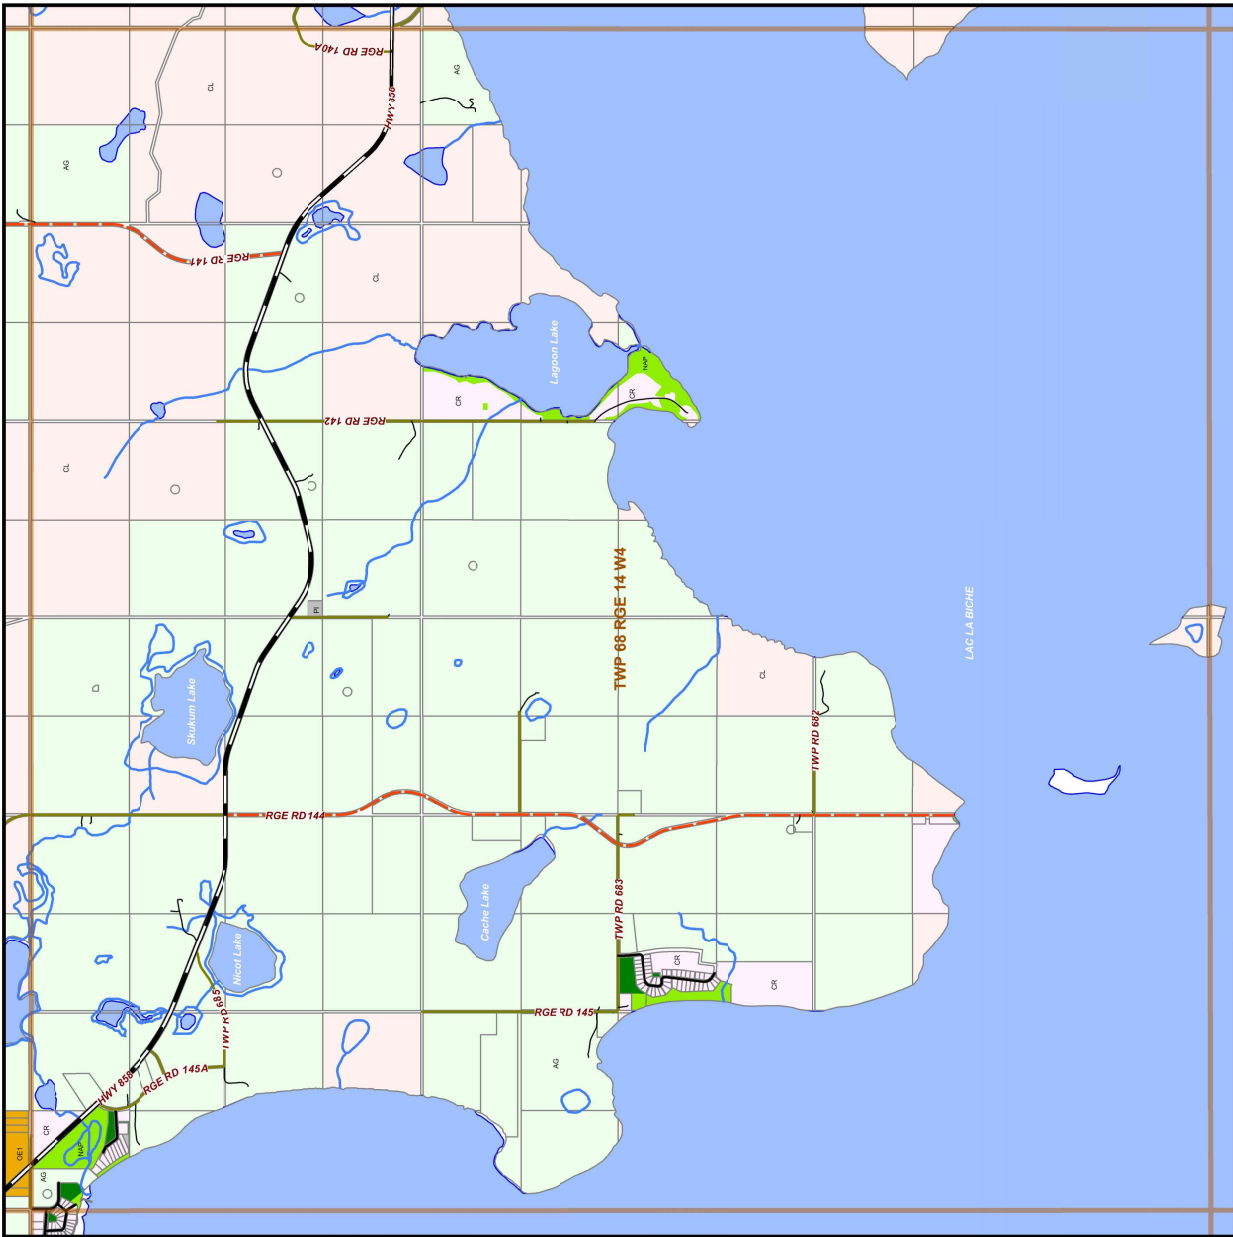 RGE RD 140A
AG
CL
HWY 858
AG
RGE RD 141
CL
Lagoon Lake
NAP
CR
CR
RGE RD 142
CL
TWP 68 RGE 14 W4
LAC LA BICHE
PI
CL
D
Skukum Lake
TWP RD 682
RGE RD 144
TWP RD 683
Cache Lake
Nicot Lake
CR
CR
TWP RD 685
RGE RD 145
AG
RGE RD 145A
HWY 858
CR
OE1
NAP
AG